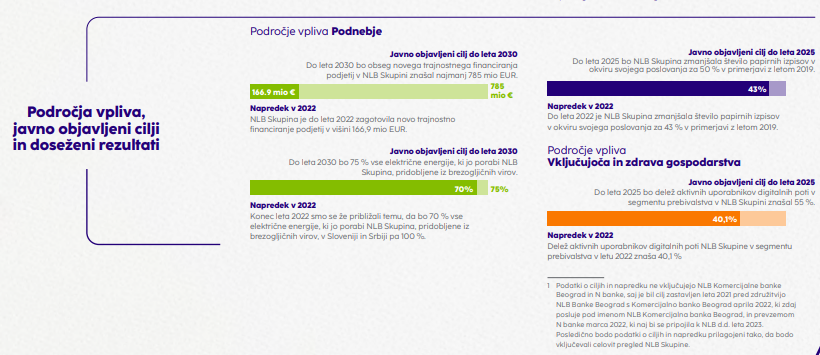 Področja vpliva,
javno objavljeni cilji
in doseženi rezultati
Področje vpliva Podnebje
Javno objavljeni cilj do leta 2030
Do leta 2030 bo obseg novega trajnostnega financiranja
podjetij v NLB Skupini znašal najmanj 785 mio EUR.
166.9 mio €
785
mio €
Napredek v 2022
NLB Skupina je do leta 2022 zagotovila novo trajnostno
financiranje podjetij v višini 166,9 mio EUR.
Javno objavljeni cilj do leta 2030
Do leta 2030 bo 75 % vse električne energije, ki jo porabi NLB
Skupina, pridobljene iz brezogljičnih virov.
70%
75%
Napredek v 2022
Konec leta 2022 smo se že približali temu, da bo 70 % vse
električne energije, ki jo porabi NLB Skupina, pridobljene iz
brezogljičnih virov, v Sloveniji in Srbiji pa 100 %.
Javno objavljeni cilj do leta 2025
Do leta 2025 bo NLB Skupina zmanjšala število papirnih izpisov v
okviru svojega poslovanja za 50 % v primerjavi z letom 2019.
43%
Napredek v 2022
Do leta 2022 je NLB Skupina zmanjšala število papirnih izpisov
v okviru svojega poslovanja za 43 % v primerjavi z letom 2019.
Področje vpliva
Vključujoča in zdrava gospodarstva
Javno objavljeni cilj do leta 2025
Do leta 2025 bo delež aktivnih uporabnikov digitalnih poti v
segmentu prebivalstva v NLB Skupini znašal 55 %.
40,1%
Napredek v 2022
Delež aktivnih uporabnikov digitalnih poti NLB Skupine v segmentu
prebivalstva v letu 2022 znaša 40,1 %
1 Podatki o ciljih in napredku ne vključujejo NLB Komercijalne banke
Beograd in N banke, saj je bil cilj zastavljen leta 2021 pred združitvijo
NLB Banke Beograd s Komercijalno banko Beograd aprila 2022, ki zdaj
posluje pod imenom NLB Komercijalna banka Beograd, in prevzemom
N banke marca 2022, ki naj bi se pripojila k NLB d.d. leta 2023.
Posledično bodo podatki o ciljih in napredku prilagojeni tako, da bodo
vključevali celovit pregled NLB Skupine.